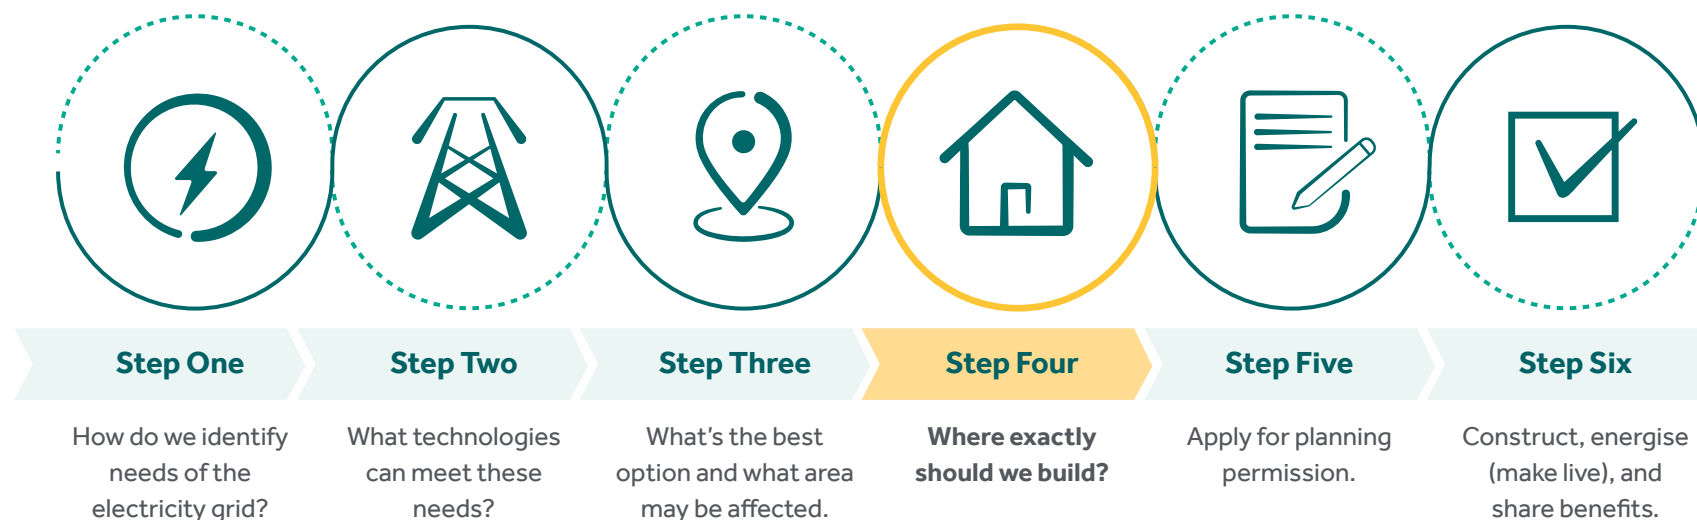 Step One
How do we identify
needs of the
electricity grid?
Step Two
What technologies
can meet these
needs?
Step Three
What's the best
option and what area
may be affected.
Step Four
Where exactly
should we build?
Step Five
Apply for planning
permission.
Step Six
Construct, energise
(make live), and
share benefits.